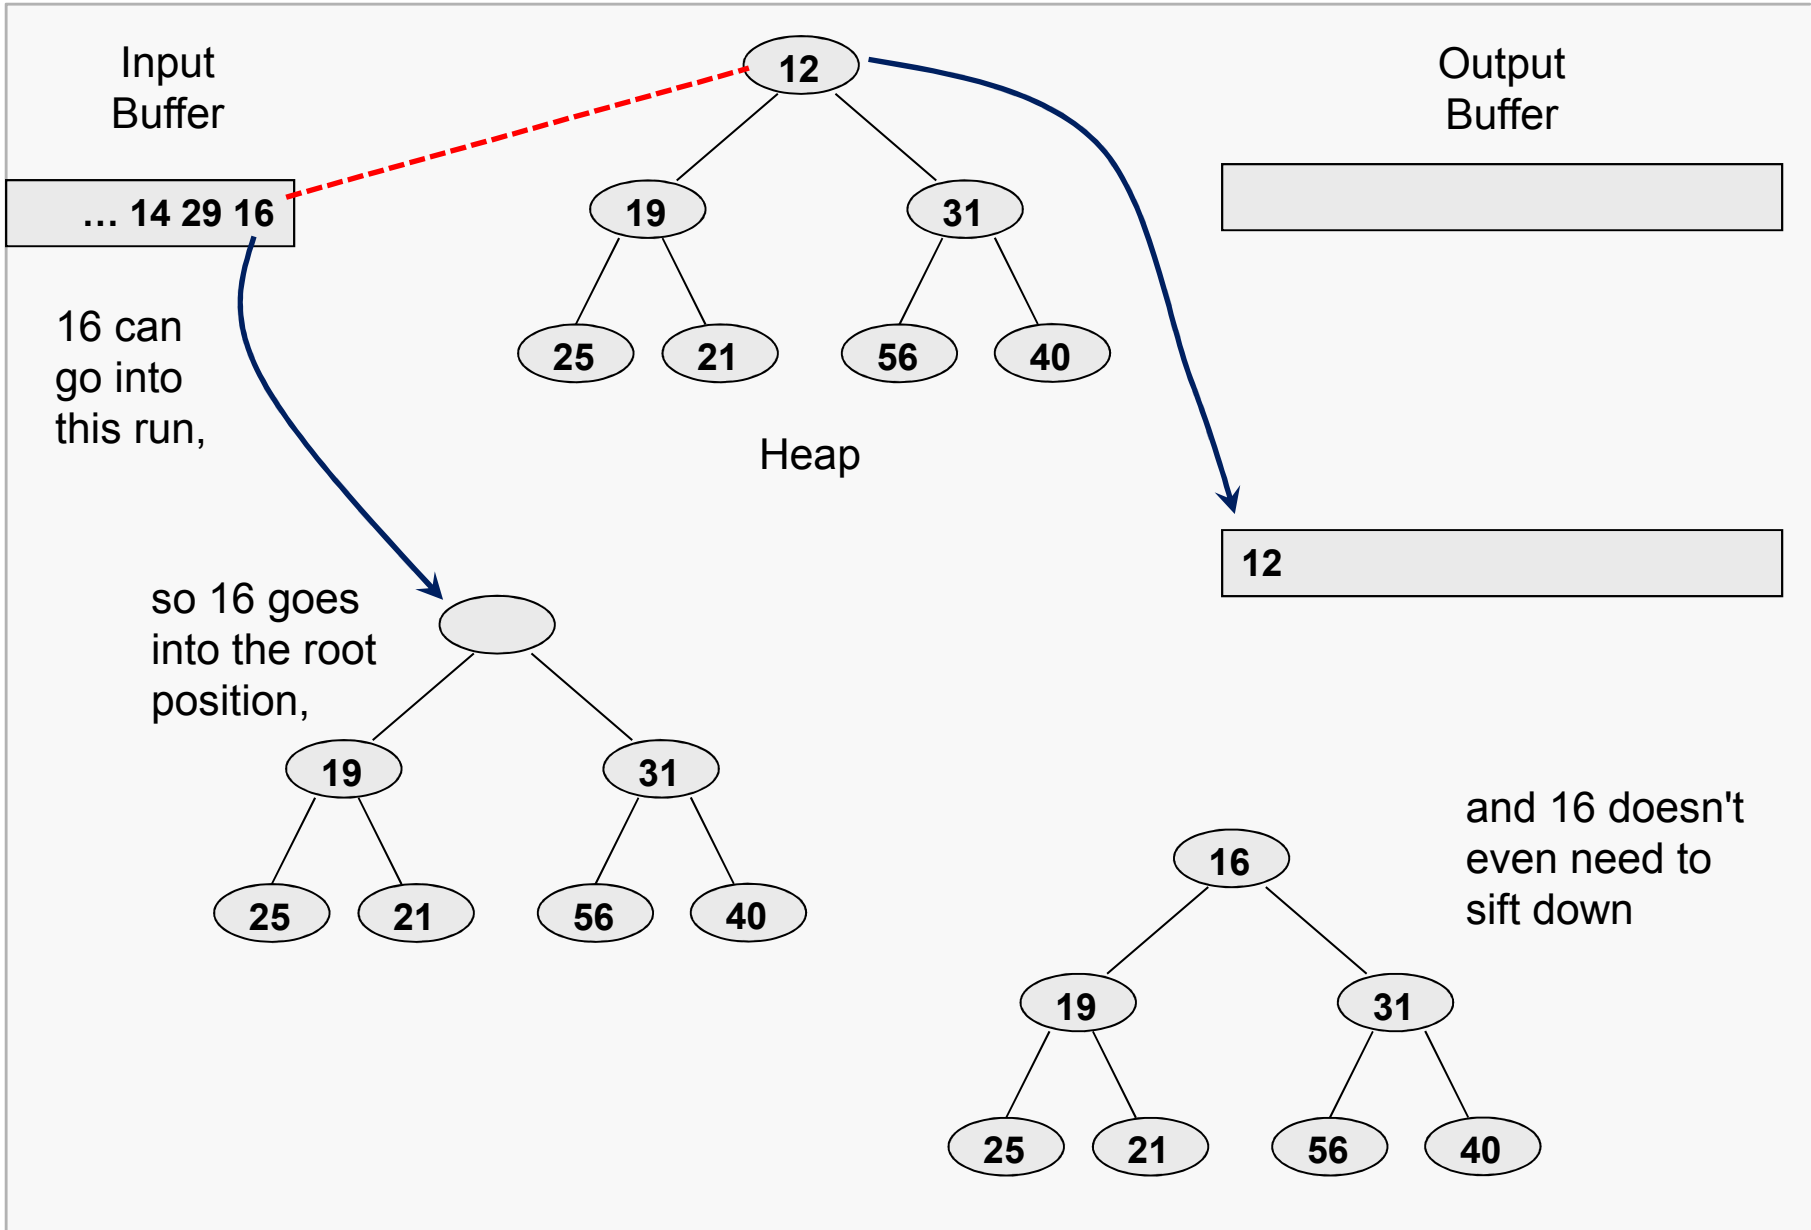 Input
Buffer
12
Output
Buffer
... 14 29 16
19
31
25
21
56
40
16 can
go into
this run,
Heap
12
so 16 goes
into the root
position,
19
31
25
21
56
40
and 16 doesn't
even need to
sift down
16
19
31
25
21
56
40